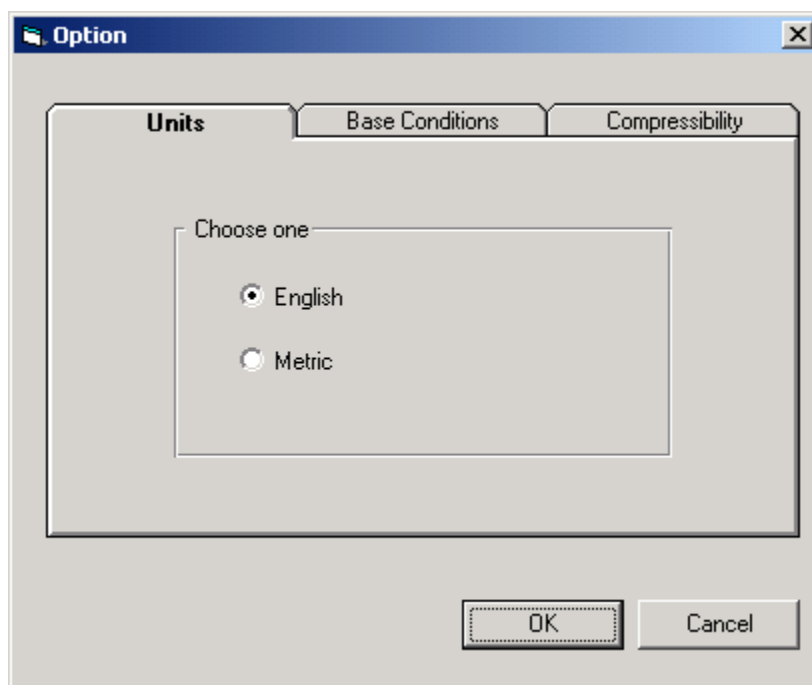 Option
Units Base Conditions Compressibility
Choose one
English
Metric
OK Cancel